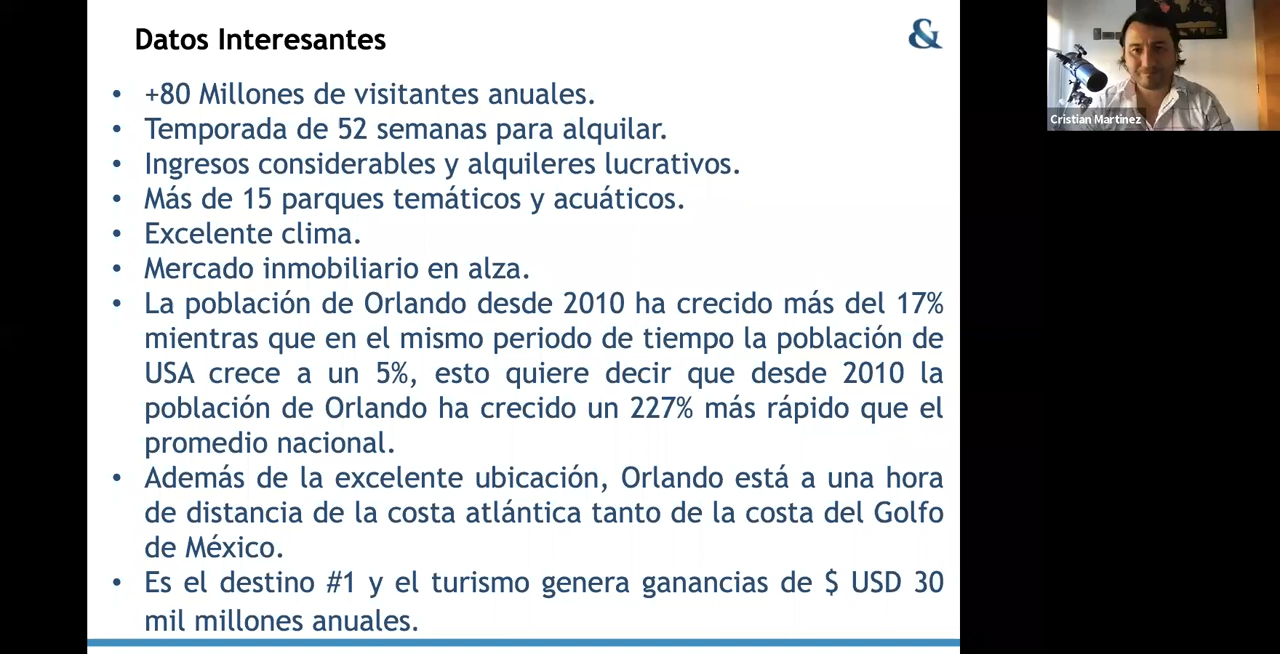 Datos Interesantes
&
• +80 Millones de visitantes anuales.
• Temporada de 52 semanas para alquilar.
• Ingresos considerables y alquileres lucrativos.
• Más de 15 parques temáticos y acuáticos.
• Excelente clima.
• Mercado inmobiliario en alza.
• La población de Orlando desde 2010 ha crecido más del 17%
mientras que en el mismo periodo de tiempo la población de
USA crece a un 5%, esto quiere decir que desde 2010 la
población de Orlando ha crecido un 227% más rápido que el
promedio nacional.
• Además de la excelente ubicación, Orlando está a una hora
de distancia de la costa atlántica tanto de la costa del Golfo
de México.
• Es el destino #1 y el turismo genera ganancias de $ USD 30
mil millones anuales.
Cristian Martinez